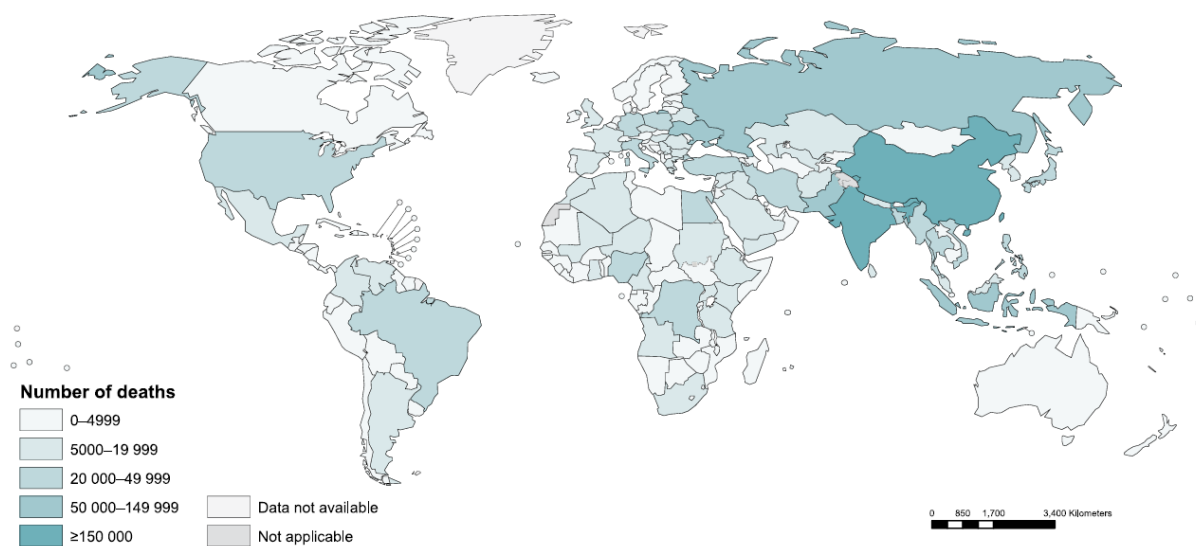 Number of deaths
0–4999
5000–19 999
20 000–49 999
50 000–149 999
≥150 000
Data not available
Not applicable
0 850 1,700 3,400 Kilometers